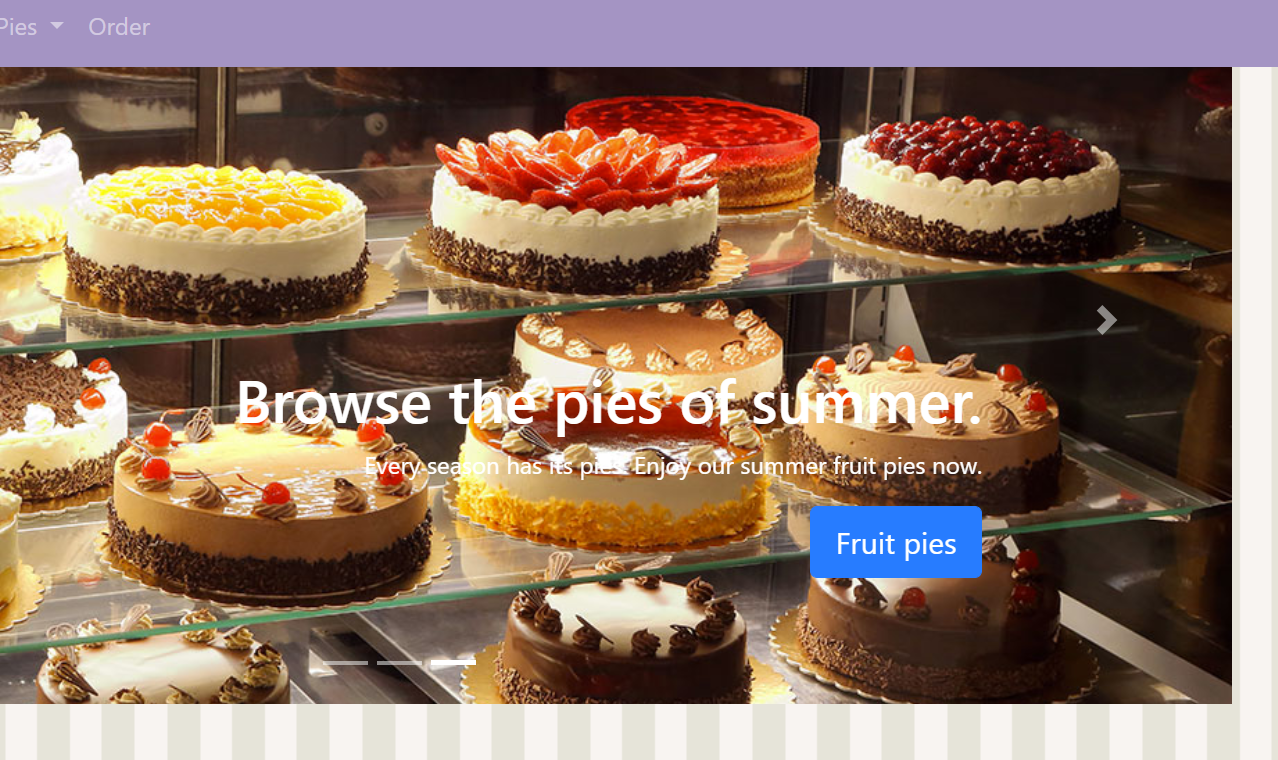 Pies Order
Browse the pies of summer.
Every season has its pies. Enjoy our summer fruit pies now.
Fruit pies